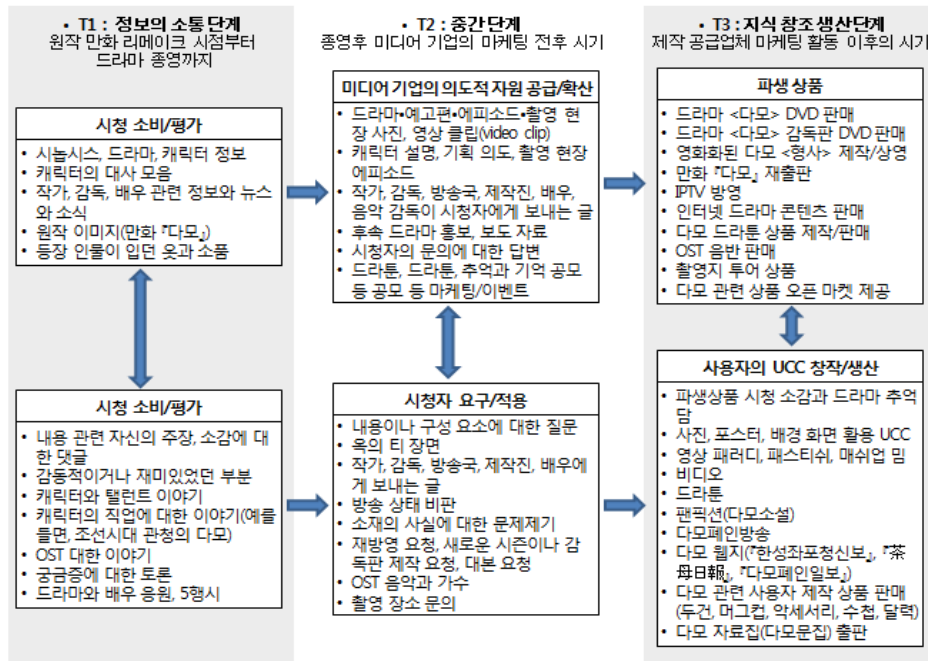 • T1 : 정보의 소통 단계
원작 만화 리메이크 시점부터
드라마 종영까지
시청 소비/평가
• 시놉시스, 드라마, 캐릭터 정보
• 캐릭터의 대사 모음
• 작가, 감독, 배우 관련 정보와 뉴스
와 소식
• 원작 이미지(만화 『다모』)
• 등장 인물이 입던 옷과 소품
시청 소비/평가
• 내용 관련 자신의 주장, 소감에 대
한 댓글
• 감동적이거나 재미있었던 부분
• 캐릭터와 탤런트 이야기
• 캐릭터의 직업에 대한 이야기(예를
들면, 조선시대 관청의 다모)
• OST 대한 이야기
• 궁금증에 대한 토론
• 드라마와 배우 응원, 5행시
• T2 : 중간 단계
종영후 미디어 기업의 마케팅 전후 시기
미디어 기업의 의도적 자원 공급/확산
• 드라마•예고편•에피소드•촬영 현
장 사진, 영상 클립(video clip)
• 캐릭터 설명, 기획 의도, 촬영 현장
에피소드
• 작가, 감독, 방송국, 제작진, 배우,
음악 감독이 시청자에게 보내는 글
• 후속 드라마 홍보, 보도 자료
• 시청자의 문의에 대한 답변
• 드라툰, 드라툰, 추억과 기억 공모
등 공모 등 마케팅/이벤트
시청자 요구/적용
• 내용이나 구성 요소에 대한 질문
• 옥의 티 장면
• 작가, 감독, 방송국, 제작진, 배우에
게 보내는 글
• 방송 상태 비판
• 소재의 사실에 대한 문제제기
• 재방영 요청, 새로운 시즌이나 감
독판 제작 요청, 대본 요청
• OST 음악과 가수
• 촬영 장소 문의
• T3 : 지식 창조 생산단계
제작 공급업체 마케팅 활동 이후의 시기
파생 상품
• 드라마 <다모> DVD 판매
• 드라마 <다모> 감독판 DVD 판매
• 영화화된 다모 <형사> 제작/상영
• 만화 『다모』 재출판
• IPTV 방영
• 인터넷 드라마 콘텐츠 판매
• 다모 드라툰 상품 제작/판매
• OST 음반 판매
• 촬영지 투어 상품
• 다모 관련 상품 오픈 마켓 제공
사용자의 UCC 창작/생산
• 파생상품 시청 소감과 드라마 추억
담
• 사진, 포스터, 배경 화면 활용 UCC
• 영상 패러디, 패스티쉬, 매쉬업 밈
• 비디오
• 드라툰
• 팬픽션(다모소설)
• 다모폐인방송
• 다모 웹지(『한성좌포청신보』, 『茶
母日報』, 『다모폐인일보』)
• 다모 관련 사용자 제작 상품 판매
(두건, 머그컵, 악세서리, 수첩, 달력)
• 다모 자료집(다모문집) 출판